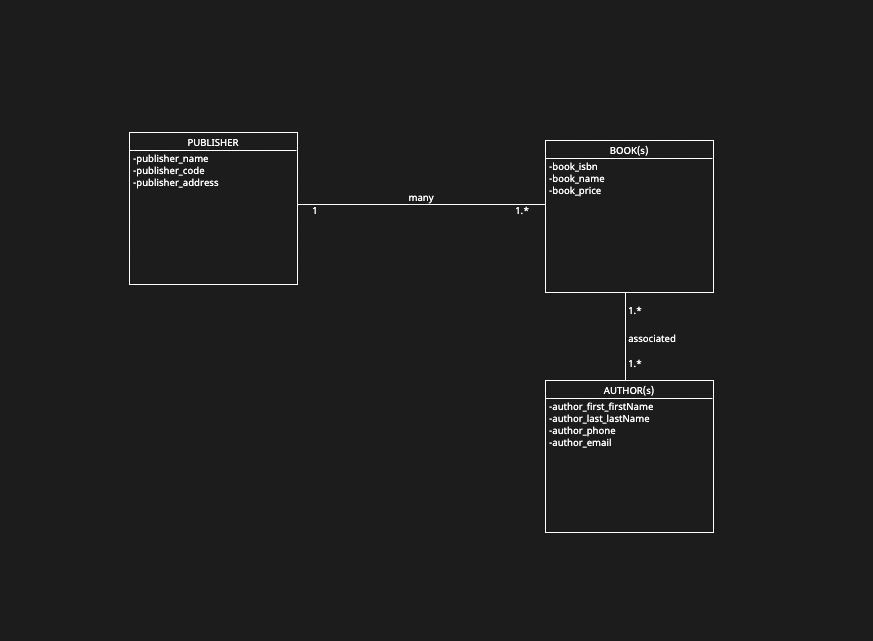 PUBLISHER
-publisher_name
-publisher_code
-publisher_address
many
1
1.*
BOOK(s)
-book_isbn
-book_name
-book_price
1.*
associated
1.*
AUTHOR(s)
-author_first_firstName
-author_last_lastName
-author_phone
-author_email